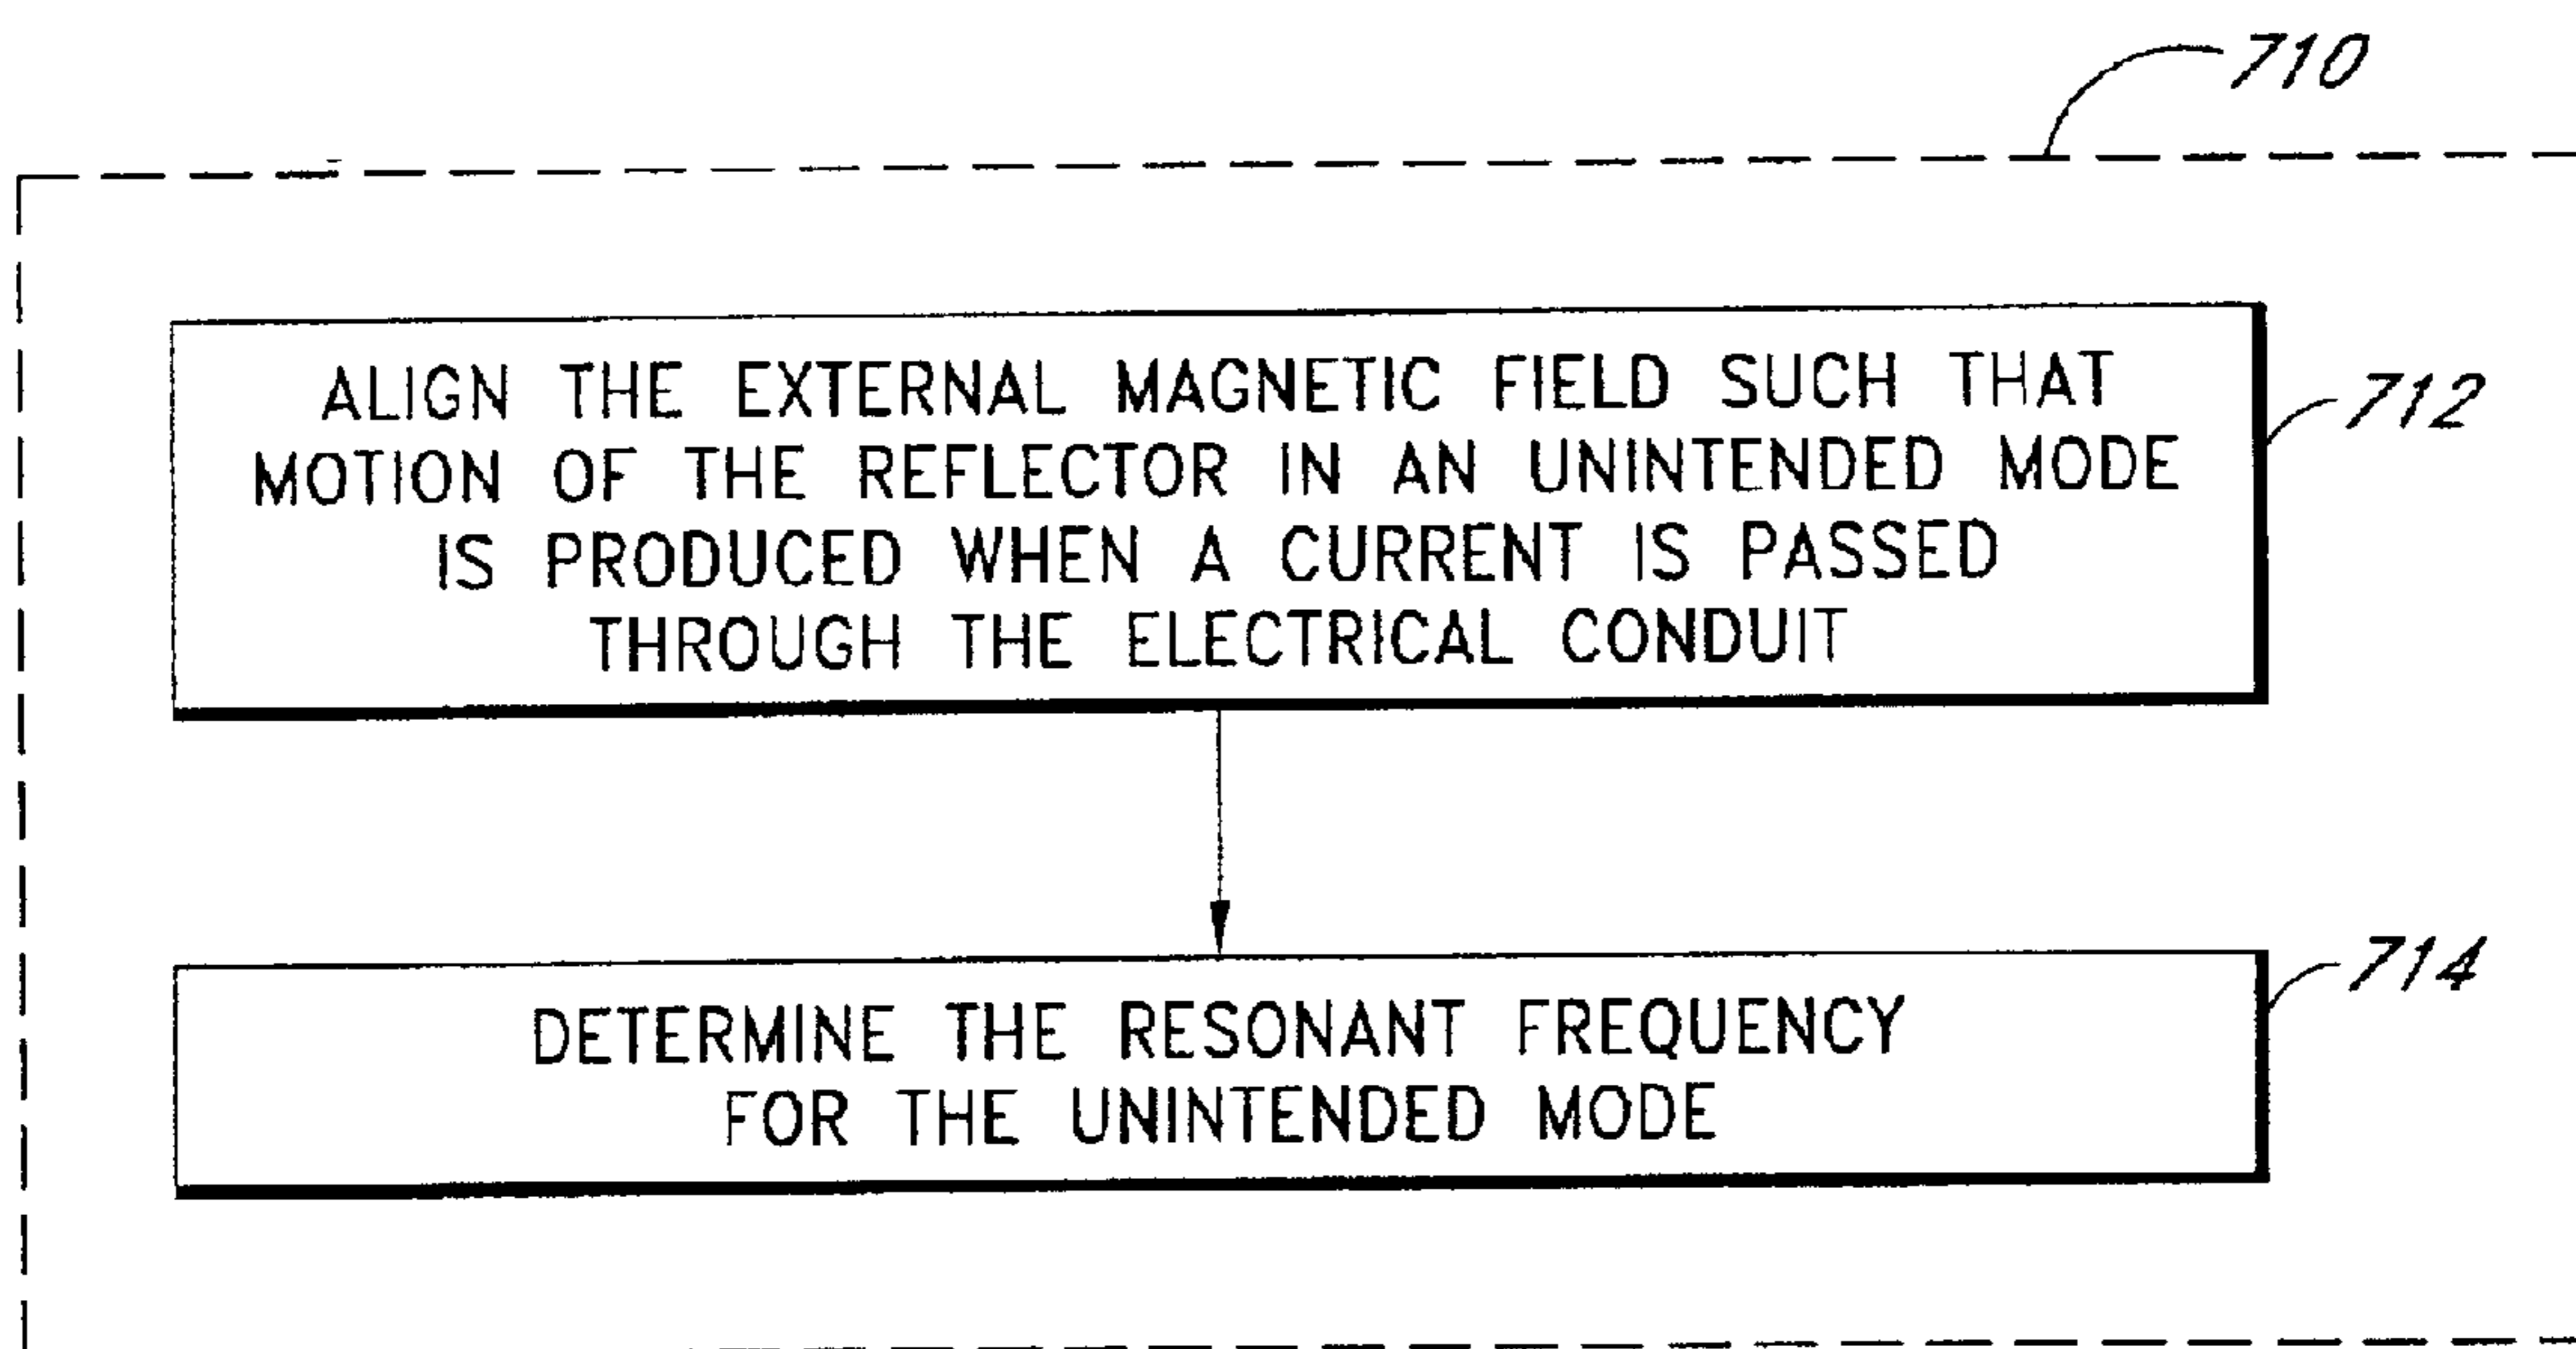 710
ALIGN THE EXTERNAL MAGNETIC FIELD SUCH THAT
MOTION OF THE REFLECTOR IN AN UNINTENDED MODE
IS PRODUCED WHEN A CURRENT IS PASSED
THROUGH THE ELECTRICAL CONDUIT
712
DETERMINE THE RESONANT FREQUENCY
FOR THE UNINTENDED MODE
714